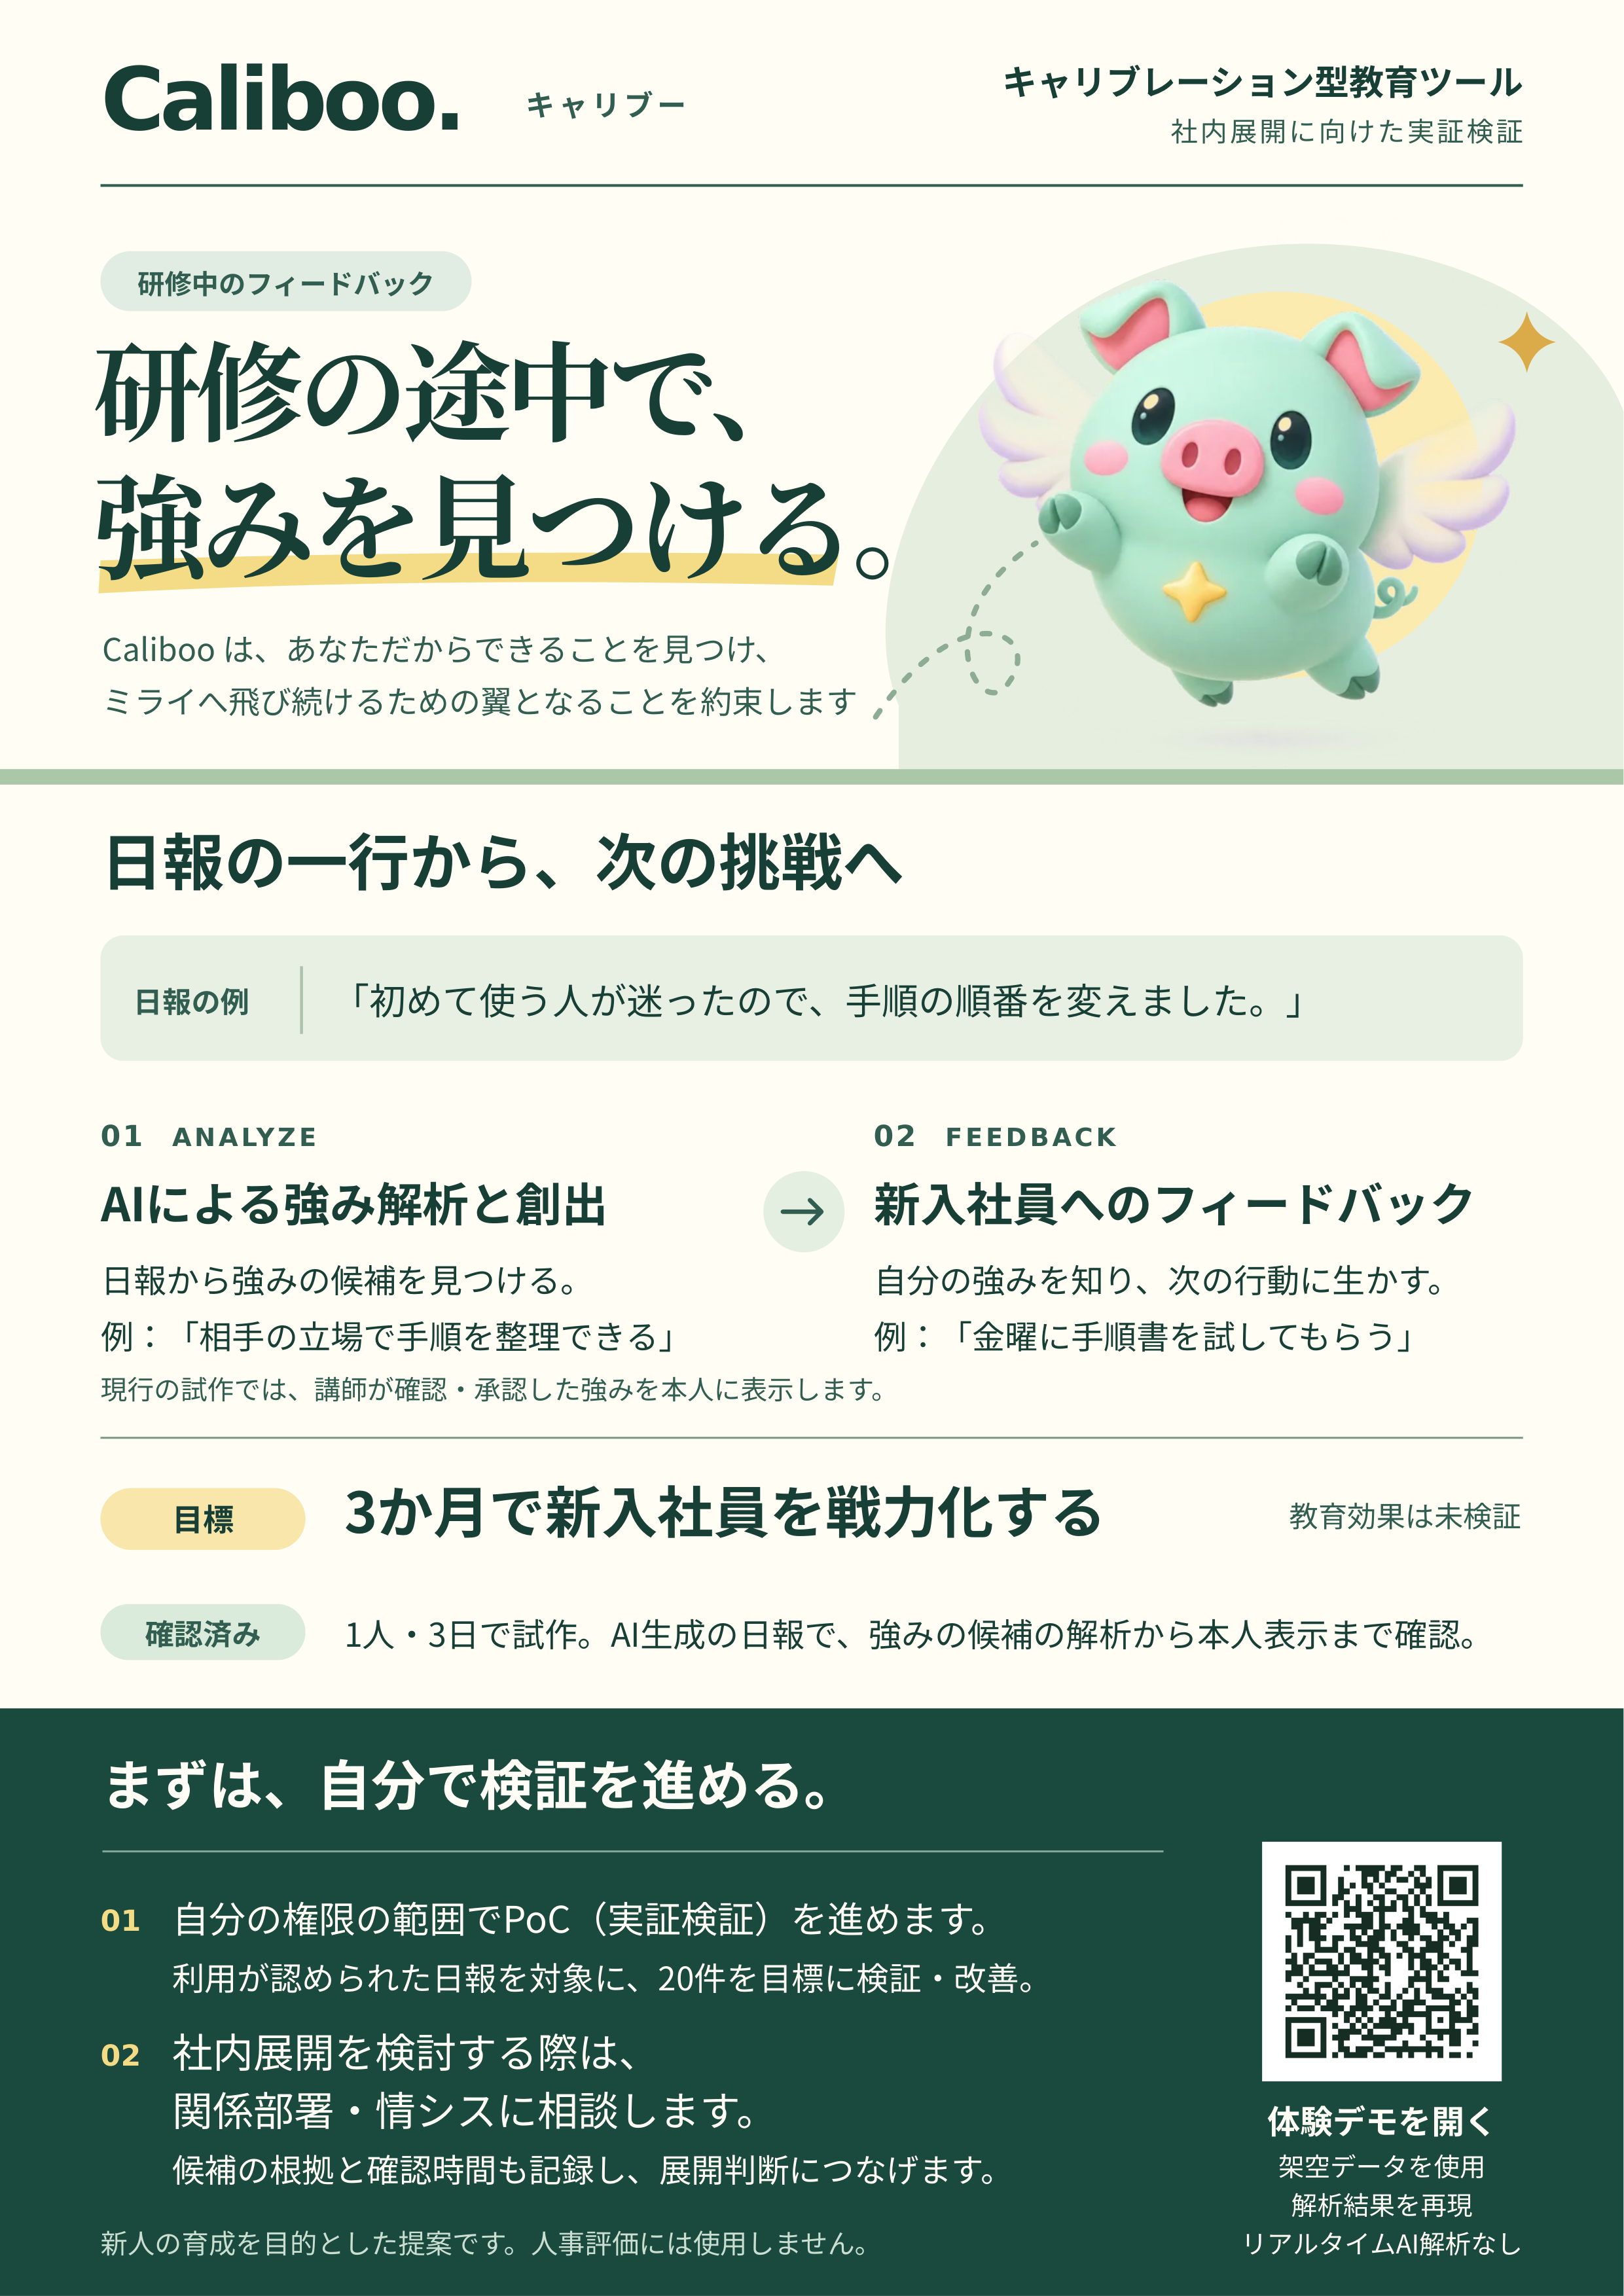 Caliboo.
キャリブー
キャリブレーション型教育ツール
社内展開に向けた実証検証
研修中のフィードバック
研修の途中で、
強みを見つける。
Caliboo は、あなただからできることを見つけ、
ミライへ飛び続けるための翼となることを約束します
日報の一行から、次の挑戦へ
日報の例
「初めて使う人が迷ったので、手順の順番を変えました。」
01 ANALYZE
AIによる強み解析と創出
日報から強みの候補を見つける。
例：「相手の立場で手順を整理できる」
現行の試作では、講師が確認・承認した強みを本人に表示します。
→
02 FEEDBACK
新入社員へのフィードバック
自分の強みを知り、次の行動に生かす。
例：「金曜に手順書を試してもらう」
目標
3か月で新入社員を戦力化する
教育効果は未検証
確認済み
1人・3日で試作。AI生成の日報で、強みの候補の解析から本人表示まで確認。
まずは、自分で検証を進める。
01 自分の権限の範囲でPoC（実証検証）を進めます。
利用が認められた日報を対象に、20件を目標に検証・改善。
02 社内展開を検討する際は、
関係部署・情シスに相談します。
候補の根拠と確認時間も記録し、展開判断につなげます。
新人の育成を目的とした提案です。人事評価には使用しません。
体験デモを開く
架空データを使用
解析結果を再現
リアルタイムAI解析なし